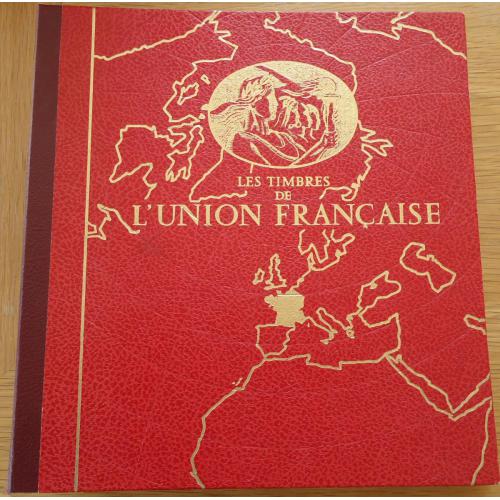 LES TIMBRES
DE
L'UNION FRANÇAISE